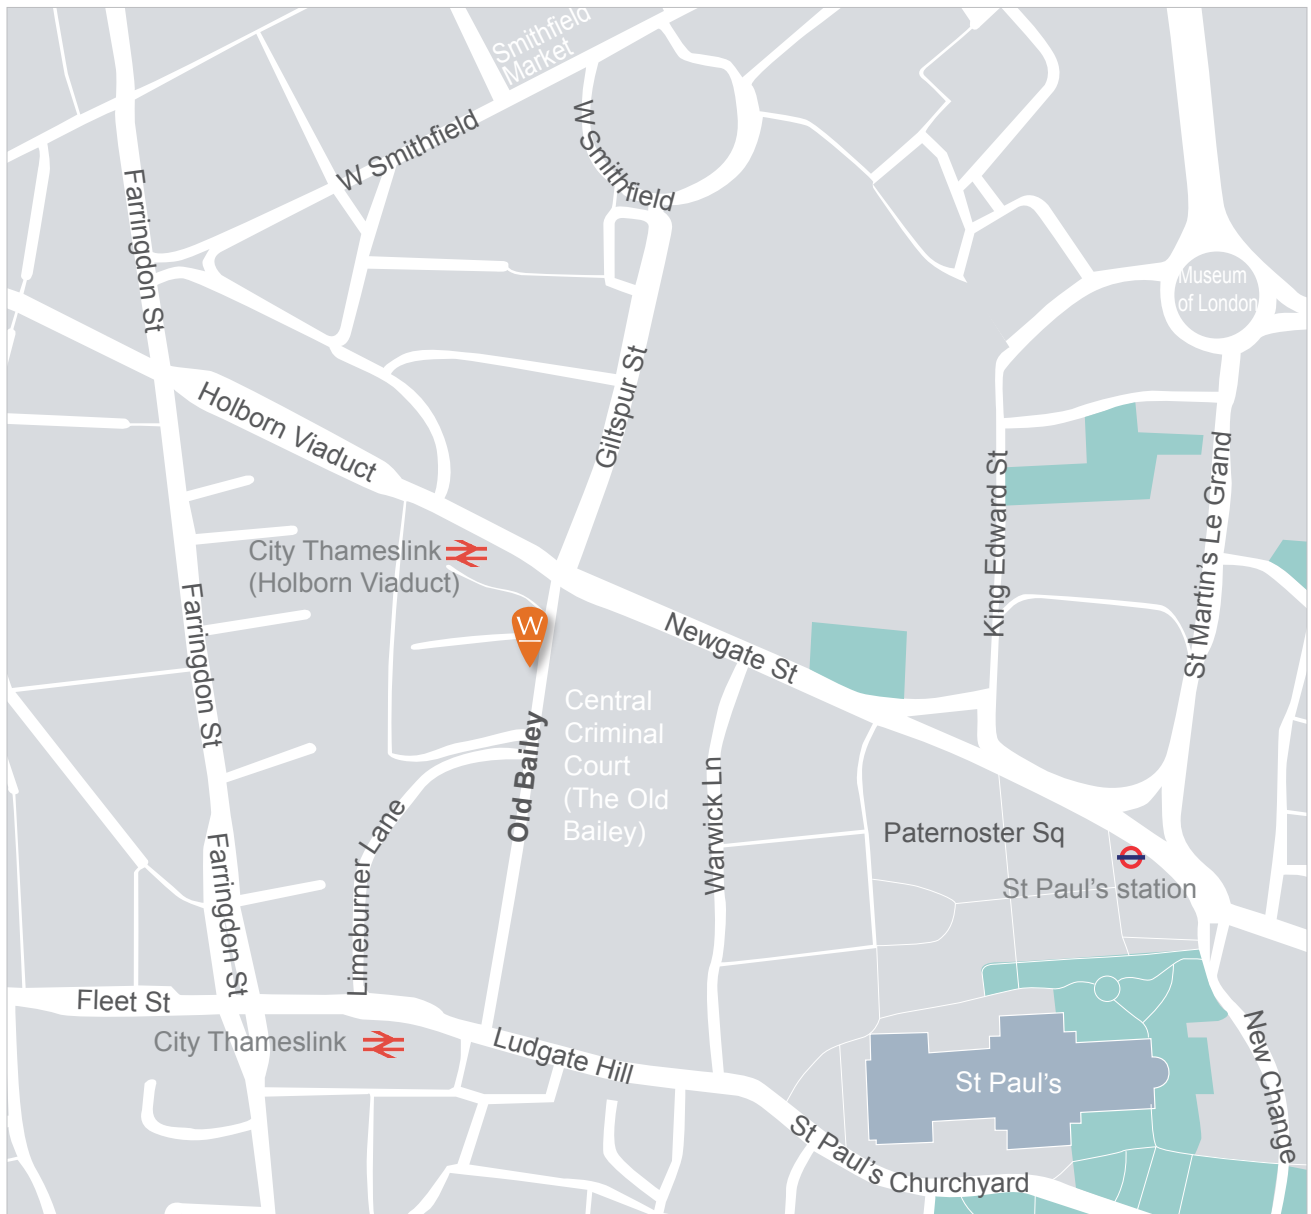 Smithfield
Market
W Smithfield
W Smithfield
Farringdon St
Museum
of London
Holborn Viaduct
Giltspur St
King Edward St
St Martin's Le Grand
City Thameslink
(Holborn Viaduct)
Farringdon St
W
Newgate St
Central
Criminal
Court
(The Old
Bailey)
Old Bailey
Warwick Ln
Limeburner Lane
Paternoster Sq
St Paul's station
Farringdon St
Fleet St
City Thameslink
Ludgate Hill
St Paul's
New Change
St Paul's Churchyard